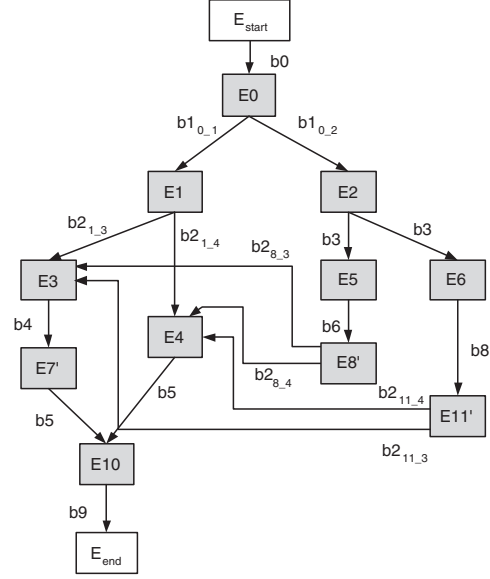 E_start
b0
E0
b1_0_1
b1_0_2
E1
E2
b2_1_3
b2_1_4
b3
b3
b2_8_3
E3
E5
E6
b4
E4
b6
b8
E7'
E8'
b5
b5
b2_8_4
b2_11_4
E11'
b2_11_3
E10
b9
E_end